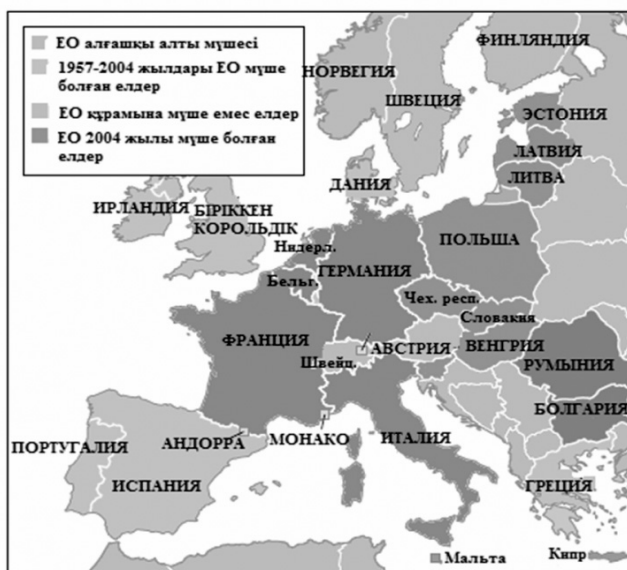 ЕО алғашқы алты мүшесі
1957-2004 жылдары ЕО мүше
болған елдер
ЕО құрамына мүше емес елдер
ЕО 2004 жылы мүше болған
елдер
ФИНЛЯНДИЯ
НОРВЕГИЯ
ШВЕЦИЯ
ЭСТОНИЯ
ЛАТВИЯ
ЛИТВА
ДАНИЯ
ИРЛАНДИЯ
БІРІККЕН
КОРОЛЬДІК
Нидерл.
ПОЛЬША
ГЕРМАНИЯ
Бельг.
Чех. респ.
Словакия
ФРАНЦИЯ
Швейц.
АВСТРИЯ
ВЕНГРИЯ
РУМЫНИЯ
БОЛГАРИЯ
ПОРТУГАЛИЯ
АНДОРРА
МОНАКО
ИТАЛИЯ
ИСПАНИЯ
ГРЕЦИЯ
Мальта
Кипр